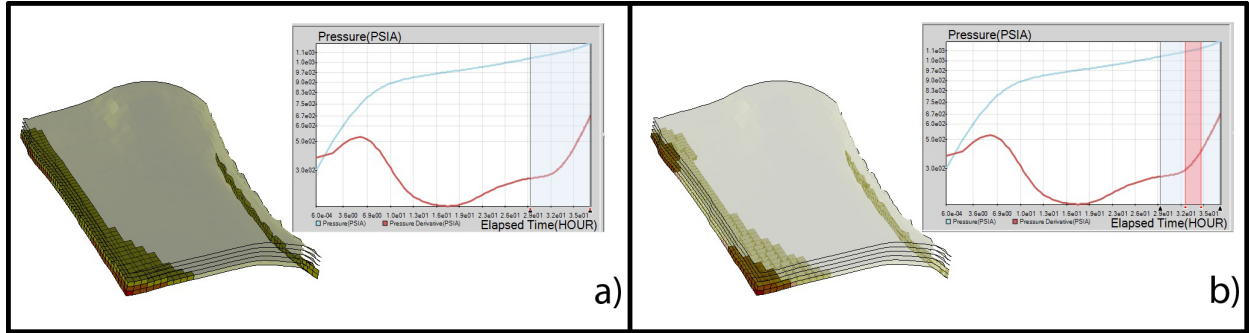 Pressure(PSIA)
1.1e03
9.7e02
9.0e02
8.3e02
7.5e02
6.7e02
6.0e02
5.0e02
3.0e02
6.0e-04 3.6e00 6.9e00 1.0e01 1.3e01 1.6e01 1.9e01 2.3e01 2.6e01 2.9e01 3.2e01 3.5e01
Pressure(PSIA) Pressure Derivative(PSIA) Elapsed Time(HOUR)
a)
Pressure(PSIA)
1.1e03
9.7e02
9.0e02
8.3e02
7.5e02
6.7e02
6.0e02
5.0e02
3.0e02
6.0e-04 3.6e00 6.9e00 1.0e01 1.3e01 1.6e01 1.9e01 2.3e01 2.6e01 2.9e01 3.2e01 3.5e01
Pressure(PSIA) Pressure Derivative(PSIA) Elapsed Time(HOUR)
b)